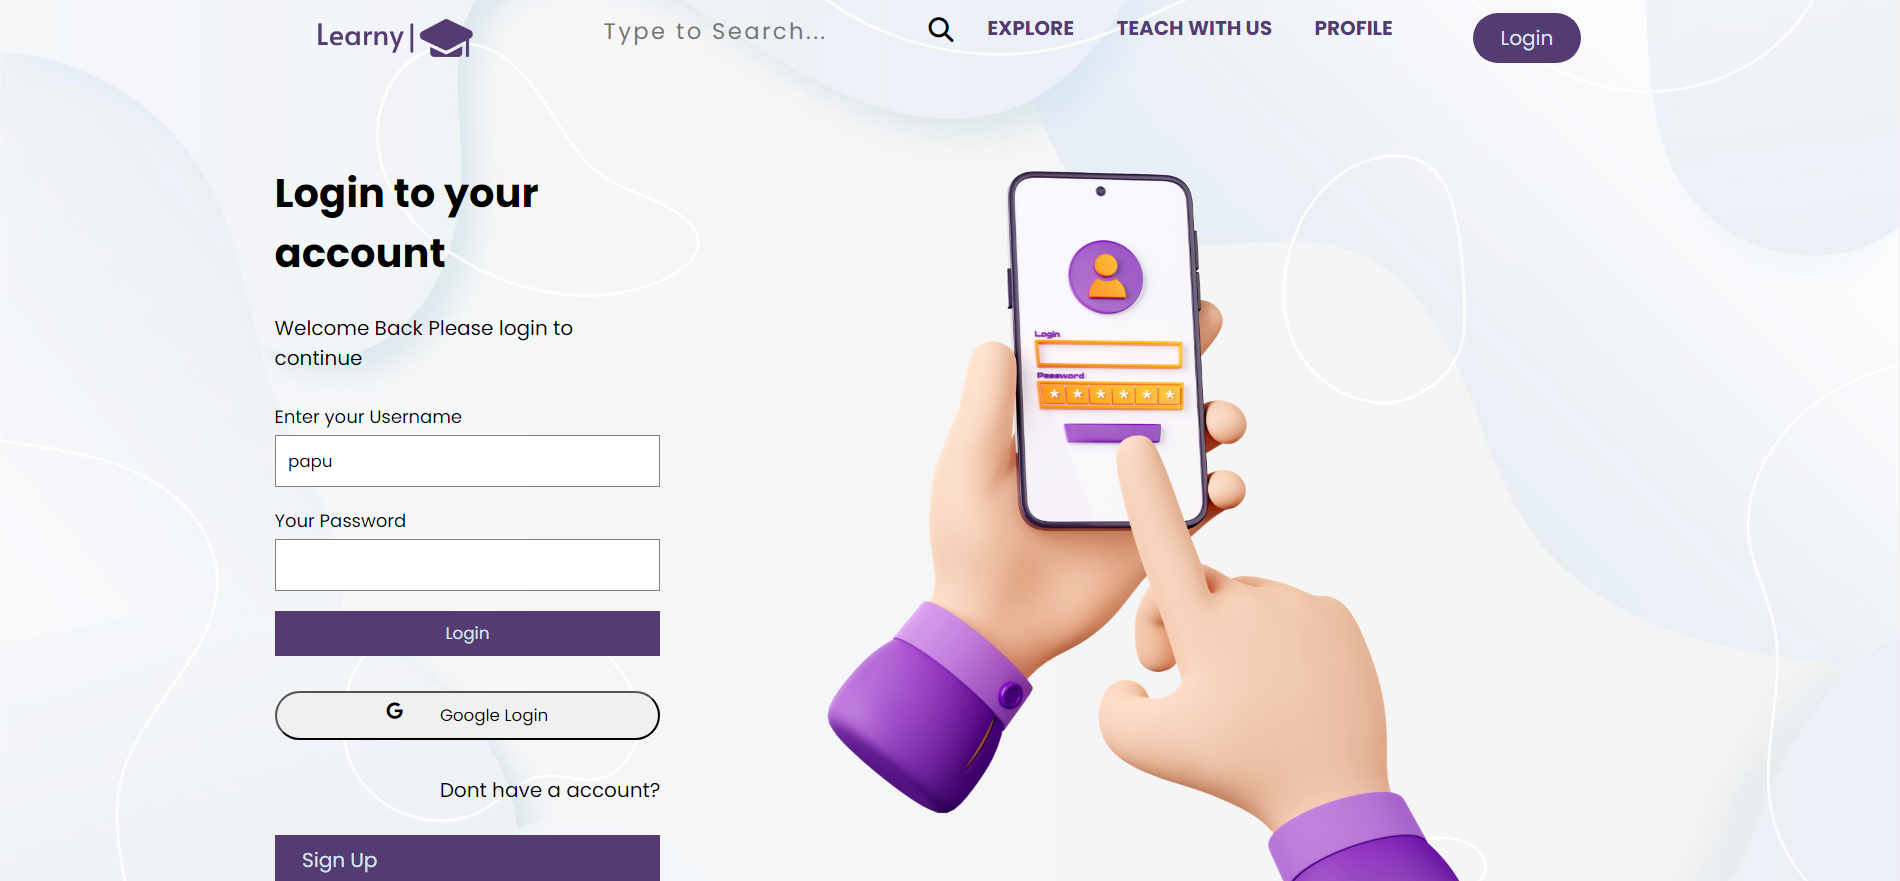 Learny|
Type to Search...
EXPLORE
TEACH WITH US
PROFILE
Login
Login to your
account
Welcome Back Please login to
continue
Enter your Username
papu
Your Password
Login
G
Google Login
Dont have a account?
Sign Up
Login
Password
* * * * * *